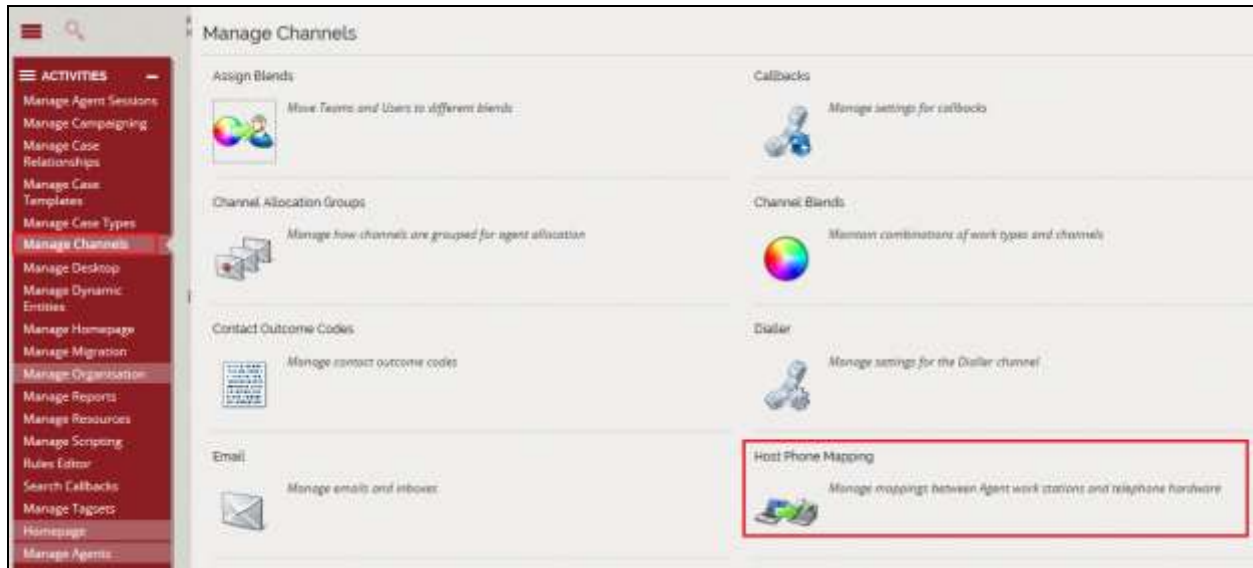 Manage Channels
ACTIVITIES
Manage Agent Sessions
Manage Campaigning
Manage Case
Relationships
Manage Case
Templates
Manage Case Types
Manage Channels
Manage Desktop
Manage Dynamic
Entities
Manage Homepage
Manage Migration
Manage Organisation
Manage Reports
Manage Resources
Manage Scripting
Rules Editor
Search Callbacks
Manage Tagsets
Homepage
Manage Agents
Assign Blends
Move Teams and Users to different blends
Callbacks
Manage settings for callbacks
Channel Allocation Groups
Manage how channels are grouped for agent allocation
Channel Blends
Maintain combinations of work types and channels
Contact Outcome Codes
Manage contact outcome codes
Dialler
Manage settings for the Dialler channel
Email
Manage emails and inboxes
Host Phone Mapping
Manage mappings between Agent work stations and telephone hardware